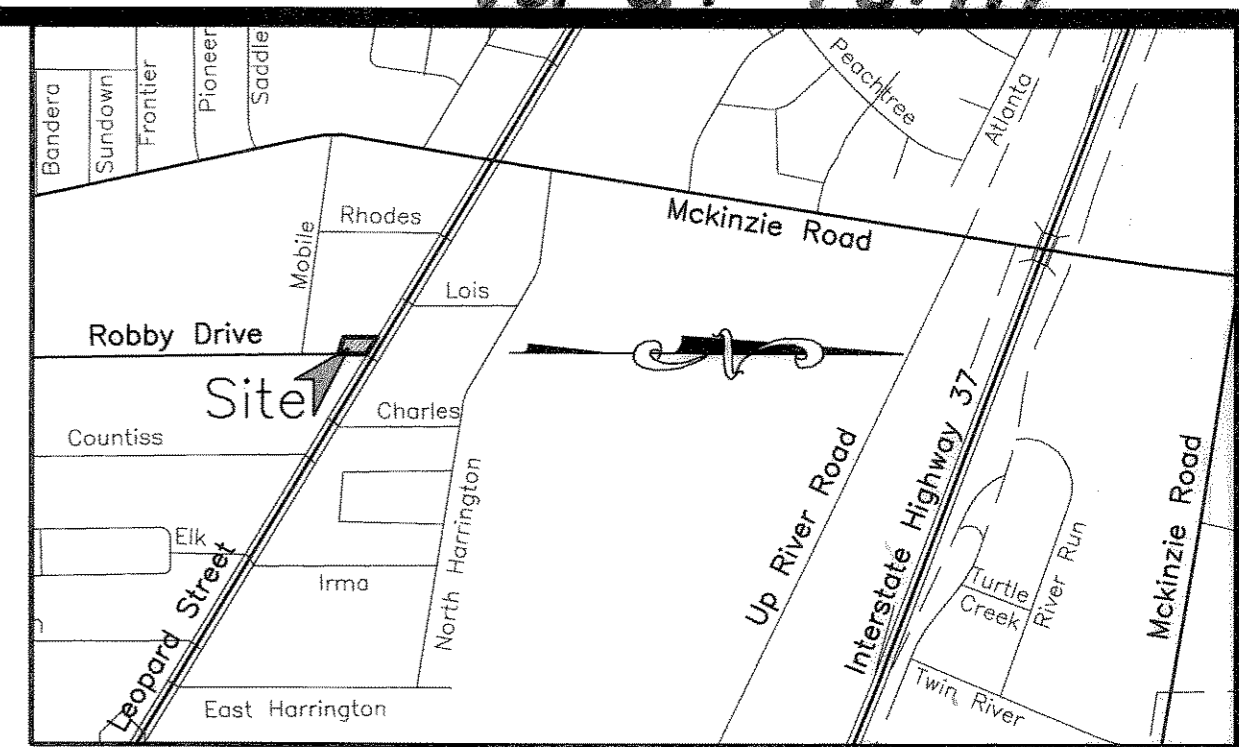 Bandera
Sundown
Frontier
Pioneer
Saddle
Peachtree
Atlanta
Rhodes
Mckinzie Road
Mobile
Lois
Robby Drive
Site
Charles
Countiss
North Harrington
Up River Road
Interstate Highway 37
Mckinzie Road
Elk
Irma
Leopard Street
Turtle
Creek
River Run
Twin River
East Harrington
N